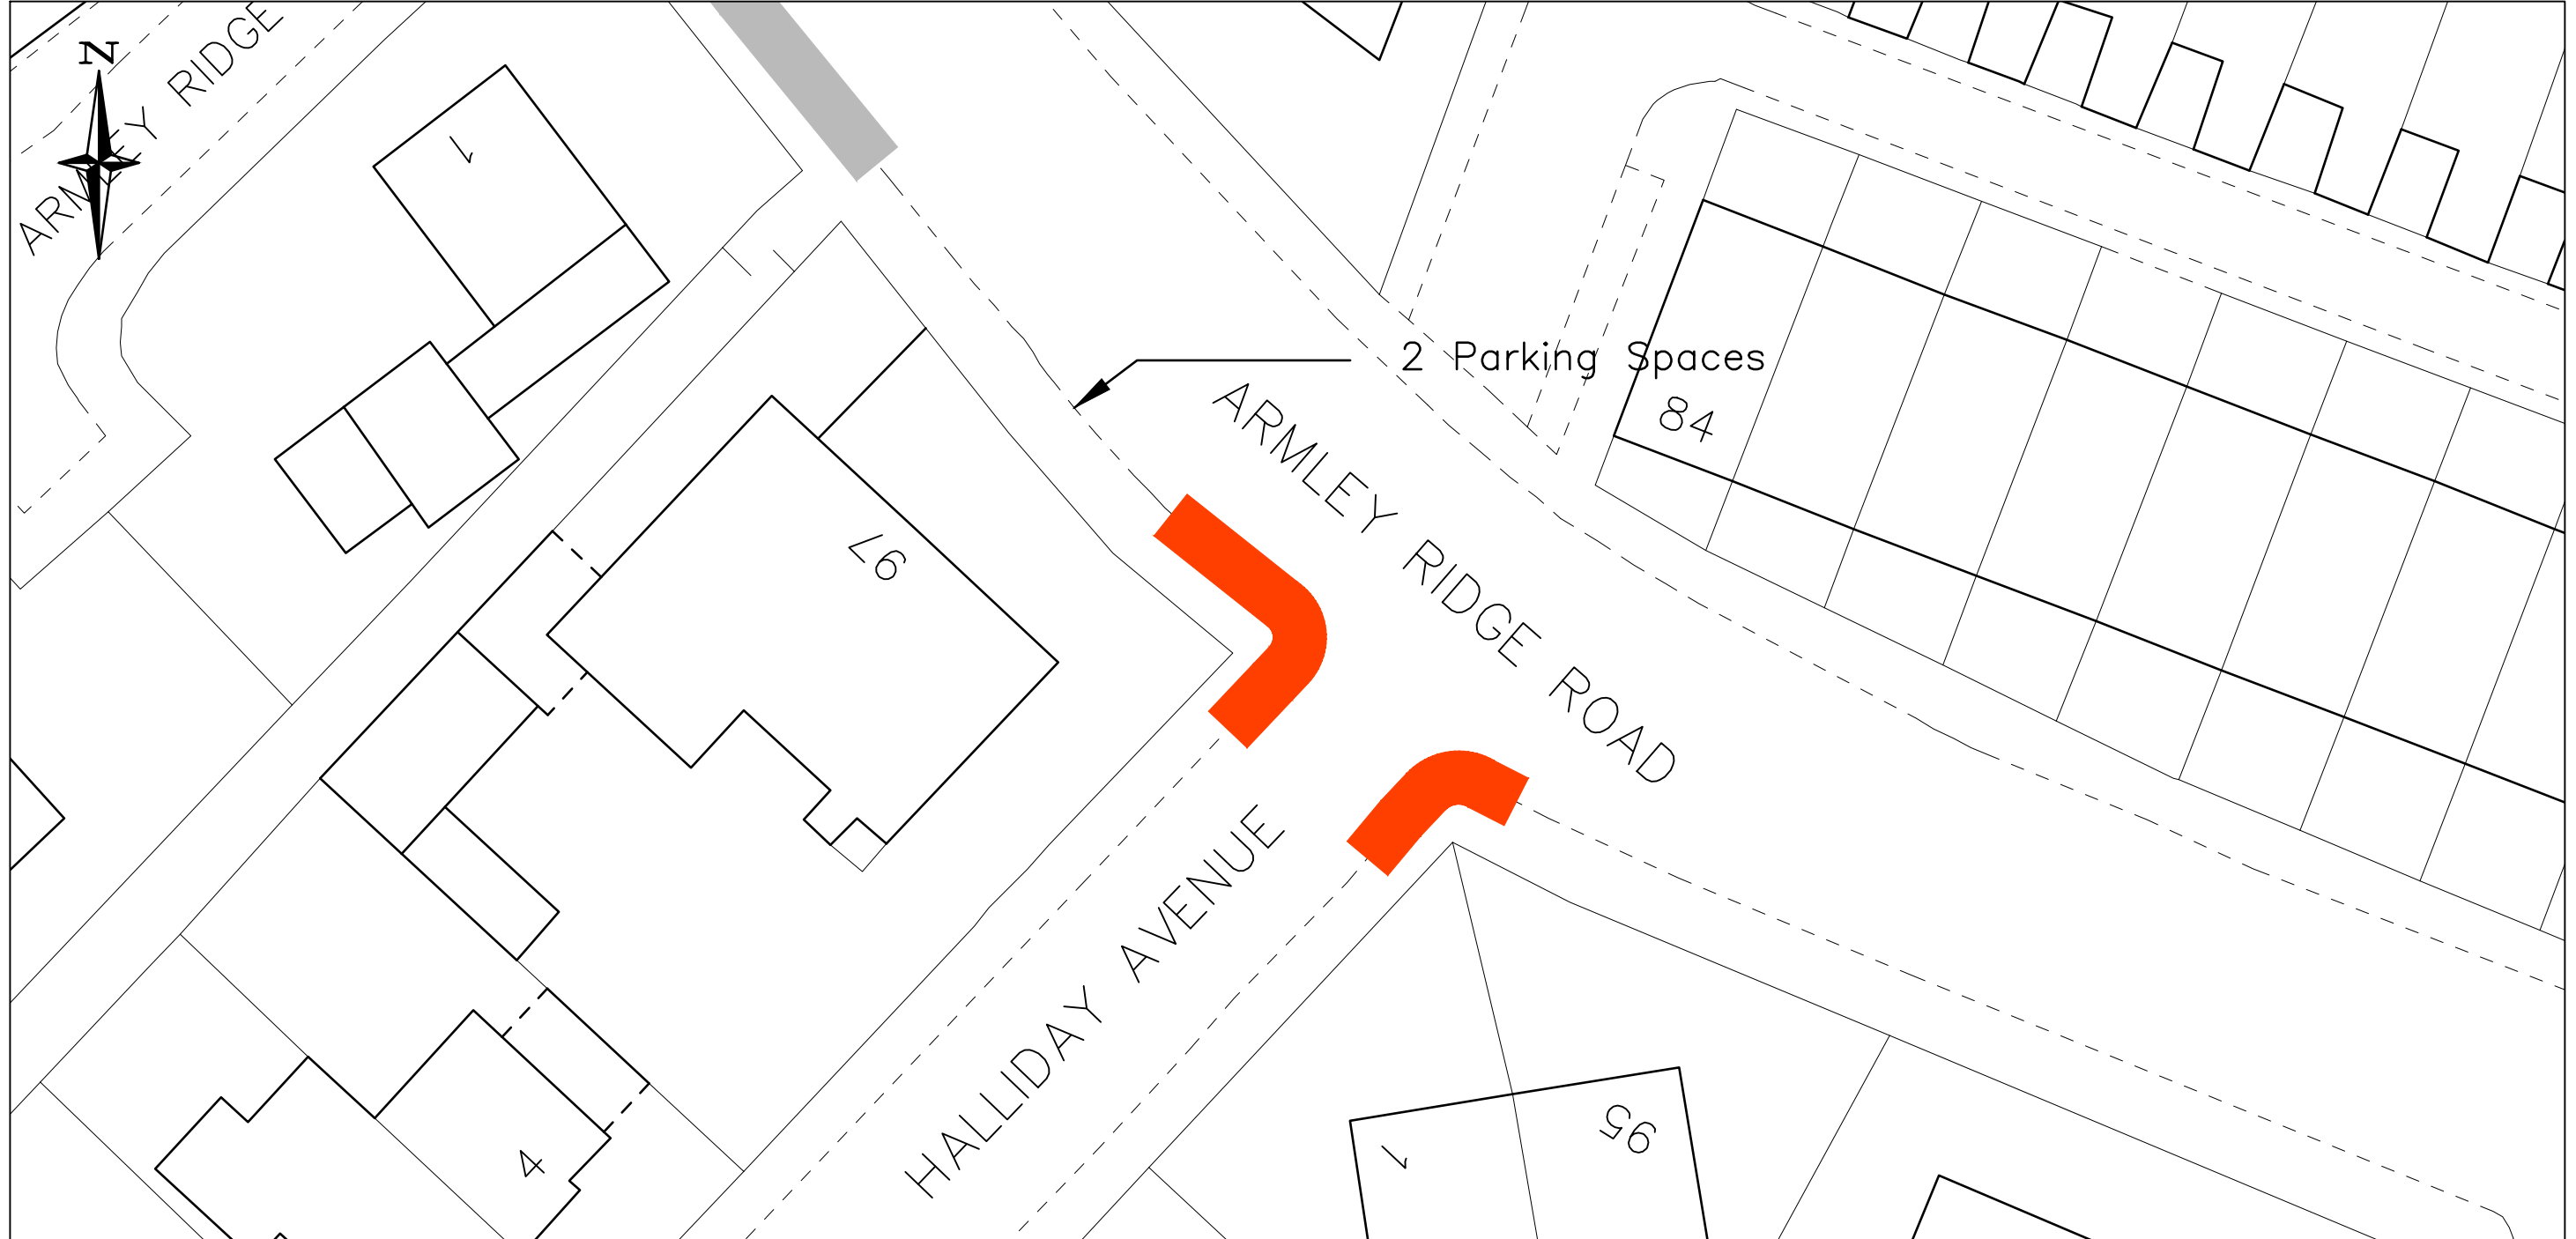 N
ARMLEY RIDGE
1
2 Parking Spaces
84
ARMLEY RIDGE ROAD
97
HALLIDAY AVENUE
4
1
95